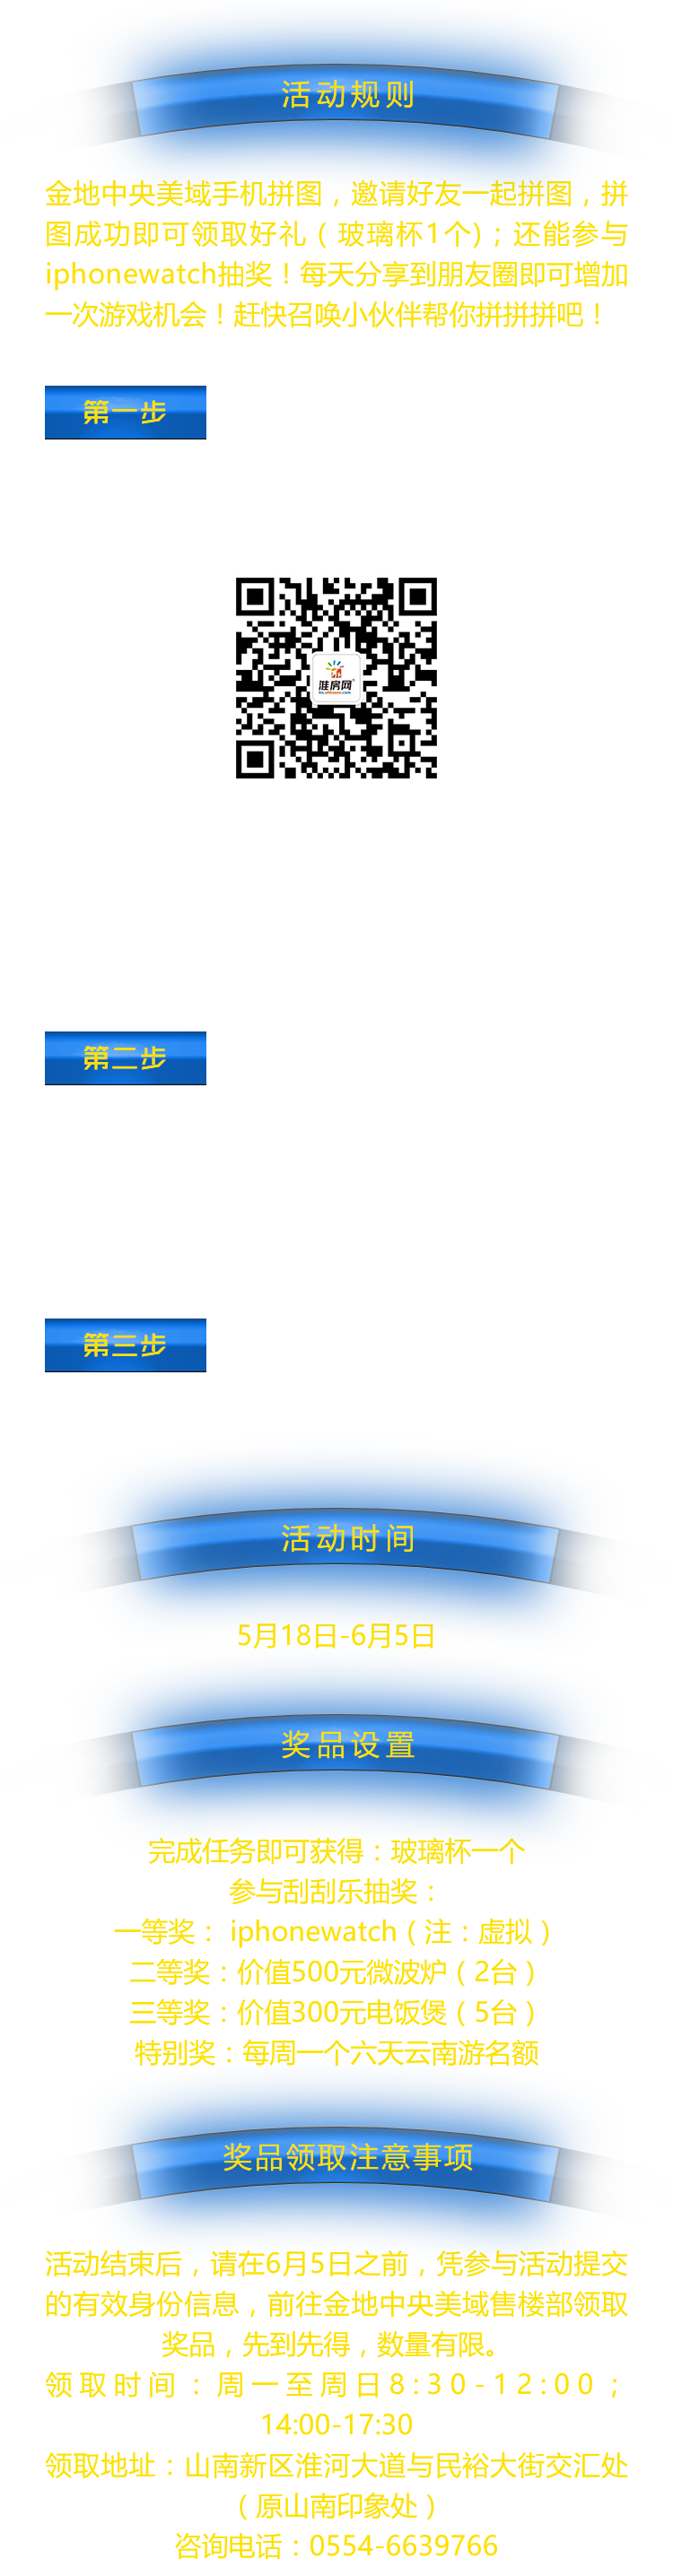 活动规则
金地中央美域手机拼图，邀请好友一起拼图，拼
图成功即可领取好礼（玻璃杯1个)；还能参与
iphonewatch抽奖！每天分享到朋友圈即可增加
一次游戏机会！赶快召唤小伙伴帮你拼拼拼吧！
第一步
淮房网
第二步
第三步
活动时间
5月18日-6月5日
奖品设置
完成任务即可获得：玻璃杯一个
参与刮刮乐抽奖：
一等奖： iphonewatch（注：虚拟）
二等奖：价值500元微波炉（2台）
三等奖：价值300元电饭煲（5台）
特别奖：每周一个六天云南游名额
奖品领取注意事项
活动结束后，请在6月5日之前，凭参与活动提交
的有效身份信息，前往金地中央美域售楼部领取
奖品，先到先得，数量有限。
领取时间：周一至周日8:30-12:00；
14:00-17:30
领取地址：山南新区淮河大道与民裕大街交汇处
（原山南印象处）
咨询电话：0554-6639766